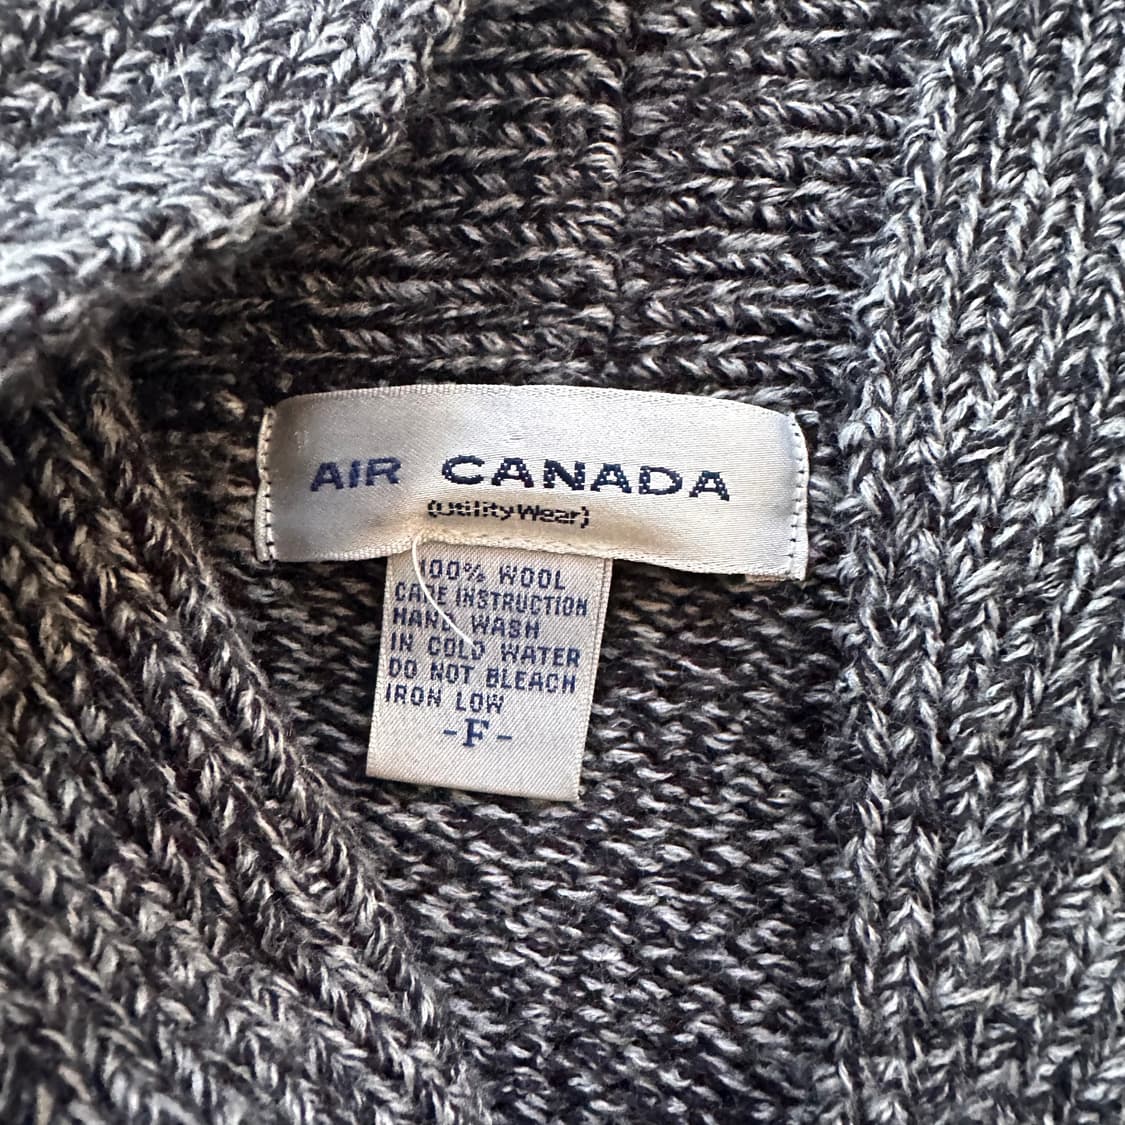 AIR CANADA
(utilityWear)
100% WOOL
CARE INSTRUCTION
HAND WASH
IN COLD WATER
DO NOT BLEACH
IRON LOW
-F-